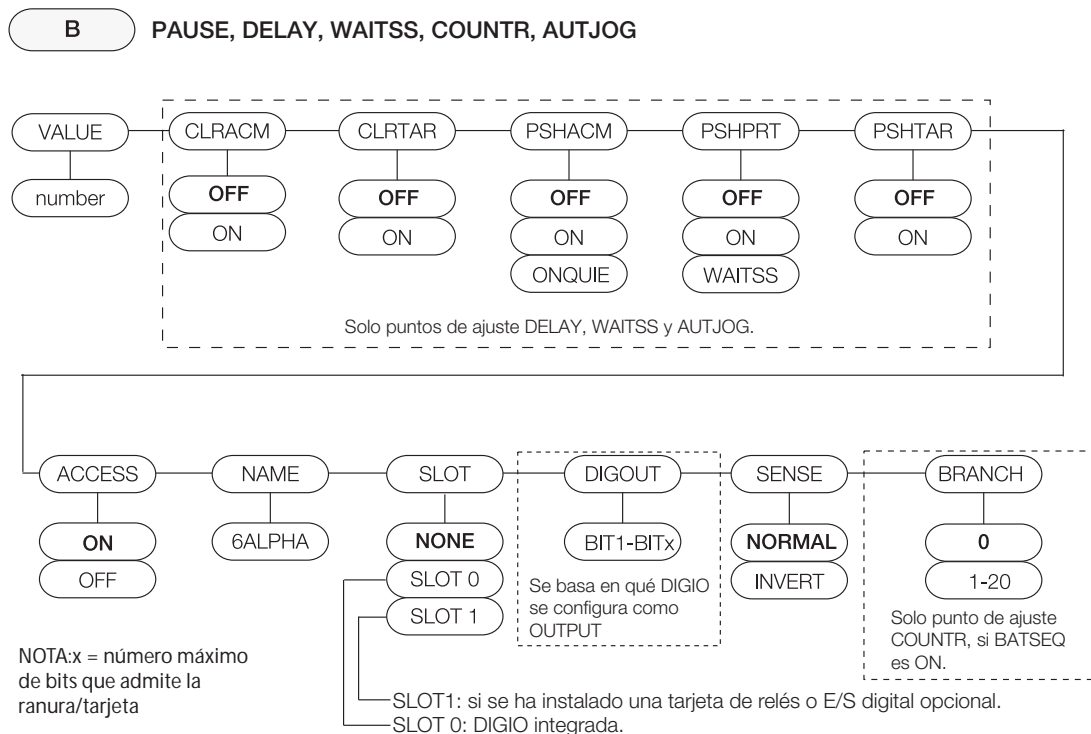 B PAUSE, DELAY, WAITSS, COUNTR, AUTJOG
VALUE CLRACM CLRTAR PSHACM PSHPRT PSHTAR
number OFF OFF OFF OFF OFF
ON ON ON ON ON
ONQUIE WAITSS
Solo puntos de ajuste DELAY, WAITSS y AUTJOG.
ACCESS NAME SLOT DIGOUT SENSE BRANCH
ON 6ALPHA NONE BIT1-BITx NORMAL 0
OFF SLOT 0 INVERT 1-20
SLOT 1
Se basa en qué DIGIO
se configura como
OUTPUT
Solo punto de ajuste
COUNTR, si BATSEQ
es ON.
NOTA:x = número máximo
de bits que admite la
ranura/tarjeta
SLOT1: si se ha instalado una tarjeta de relés o E/S digital opcional.
SLOT 0: DIGIO integrada.